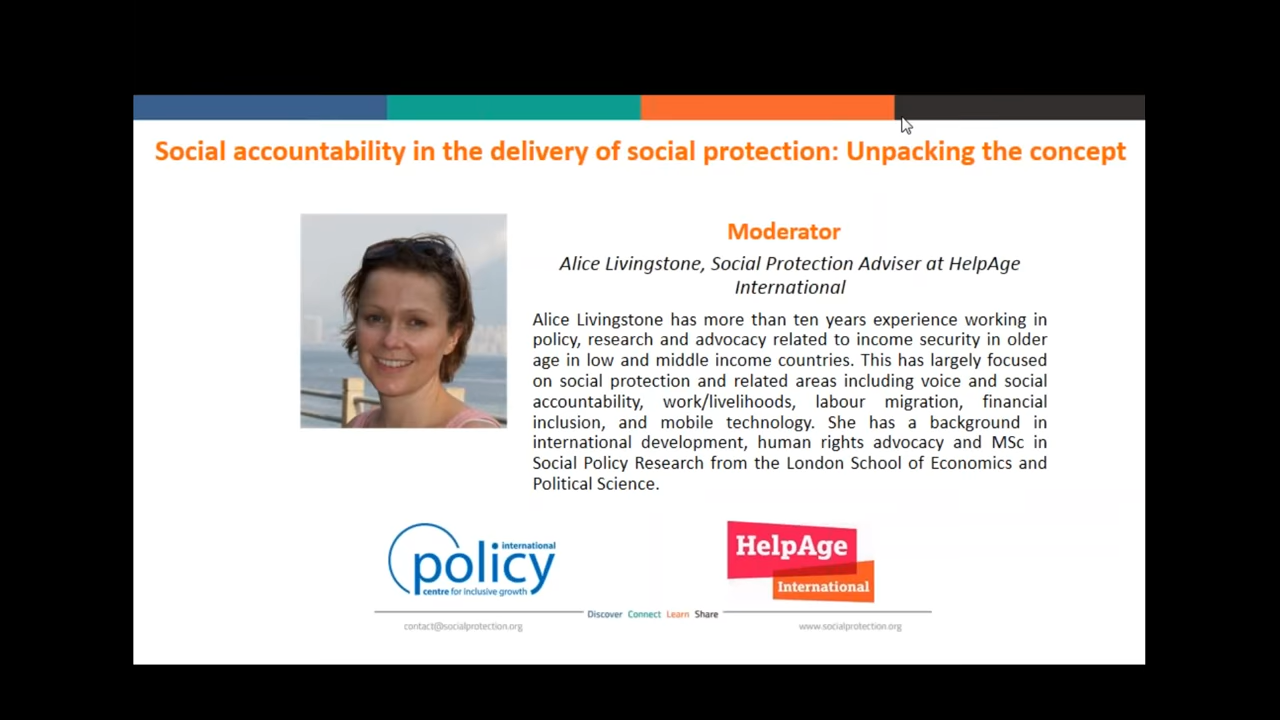 Social accountability in the delivery of social protection: Unpacking the concept
Moderator
Alice Livingstone, Social Protection Adviser at HelpAge
International
Alice Livingstone has more than ten years experience working in
policy, research and advocacy related to income security in older
age in low and middle income countries. This has largely focused
on social protection and related areas including voice and social
accountability, work/livelihoods, labour migration, financial
inclusion, and mobile technology. She has a background in
international development, human rights advocacy and MSc in
Social Policy Research from the London School of Economics and
Political Science.
international
policy
centre for inclusive growth
HelpAge
International
Discover Connect Learn Share
contact@socialprotection.org
www.socialprotection.org